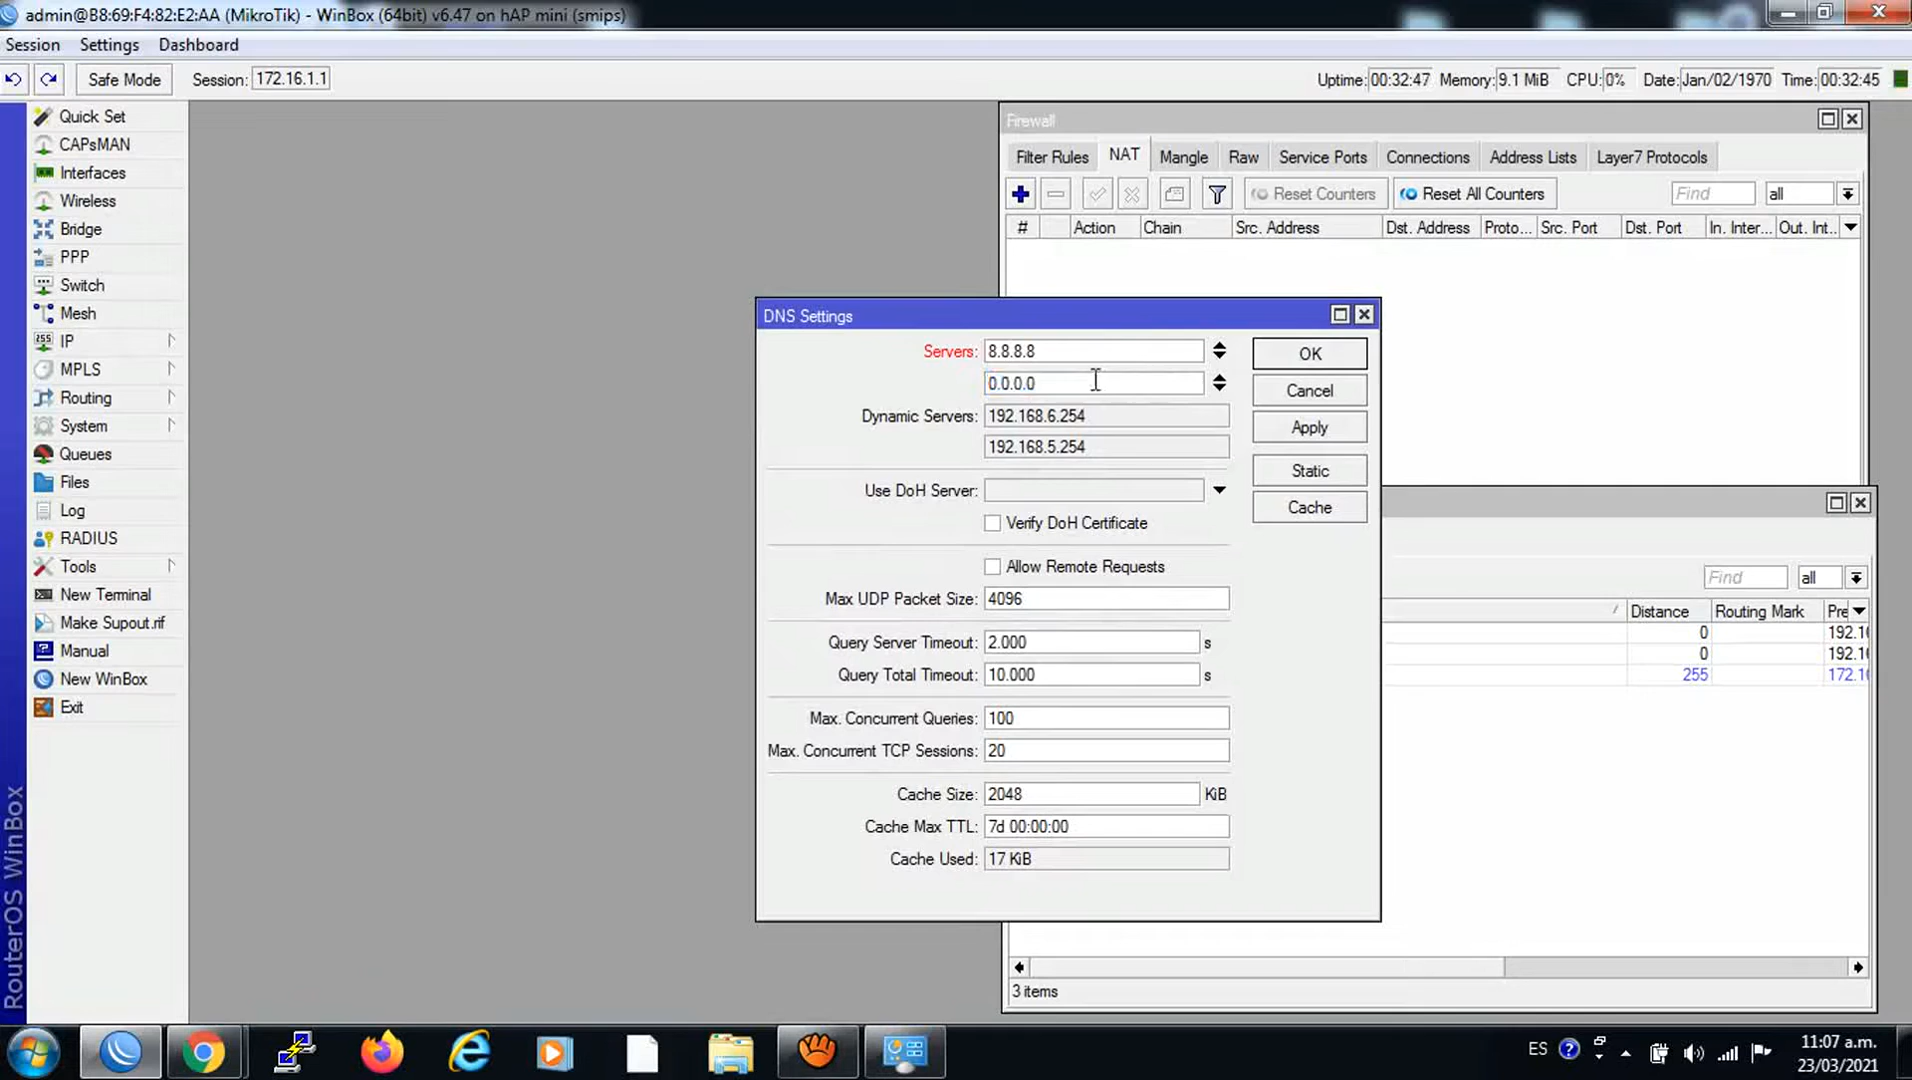 admin@B8:69:F4:82:E2:AA (MikroTik) - WinBox (64bit) v6.47 on hAP mini (smips)
Session Settings Dashboard
Safe Mode Session: 172.16.1.1 Uptime: 00:32:47 Memory: 9.1 MiB CPU: 0% Date: Jan/02/1970 Time: 00:32:45
Quick Set
CAPsMAN
Interfaces
Wireless
Bridge
PPP
Switch
Mesh
255
IP
MPLS
Routing
System
Queues
Files
Log
RADIUS
Tools
New Terminal
Make Supout.rif
Manual
New WinBox
Exit
RouterOS WinBox
Firewall
Filter Rules NAT Mangle Raw Service Ports Connections Address Lists Layer7 Protocols
Reset Counters Reset All Counters Find all
# Action Chain Src. Address Dst. Address Proto... Src. Port Dst. Port In. Inter... Out. Int...
DNS Settings
Servers: 8.8.8.8
0.0.0.0
Dynamic Servers: 192.168.6.254
192.168.5.254
Use DoH Server:
Verify DoH Certificate
Allow Remote Requests
Max UDP Packet Size: 4096
Query Server Timeout: 2.000 s
Query Total Timeout: 10.000 s
Max. Concurrent Queries: 100
Max. Concurrent TCP Sessions: 20
Cache Size: 2048 KiB
Cache Max TTL: 7d 00:00:00
Cache Used: 17 KiB
OK
Cancel
Apply
Static
Cache
Find all
Distance Routing Mark Pre
0 192.16
0 192.16
255 172.16
3 items
ES
11:07 a.m.
23/03/2021